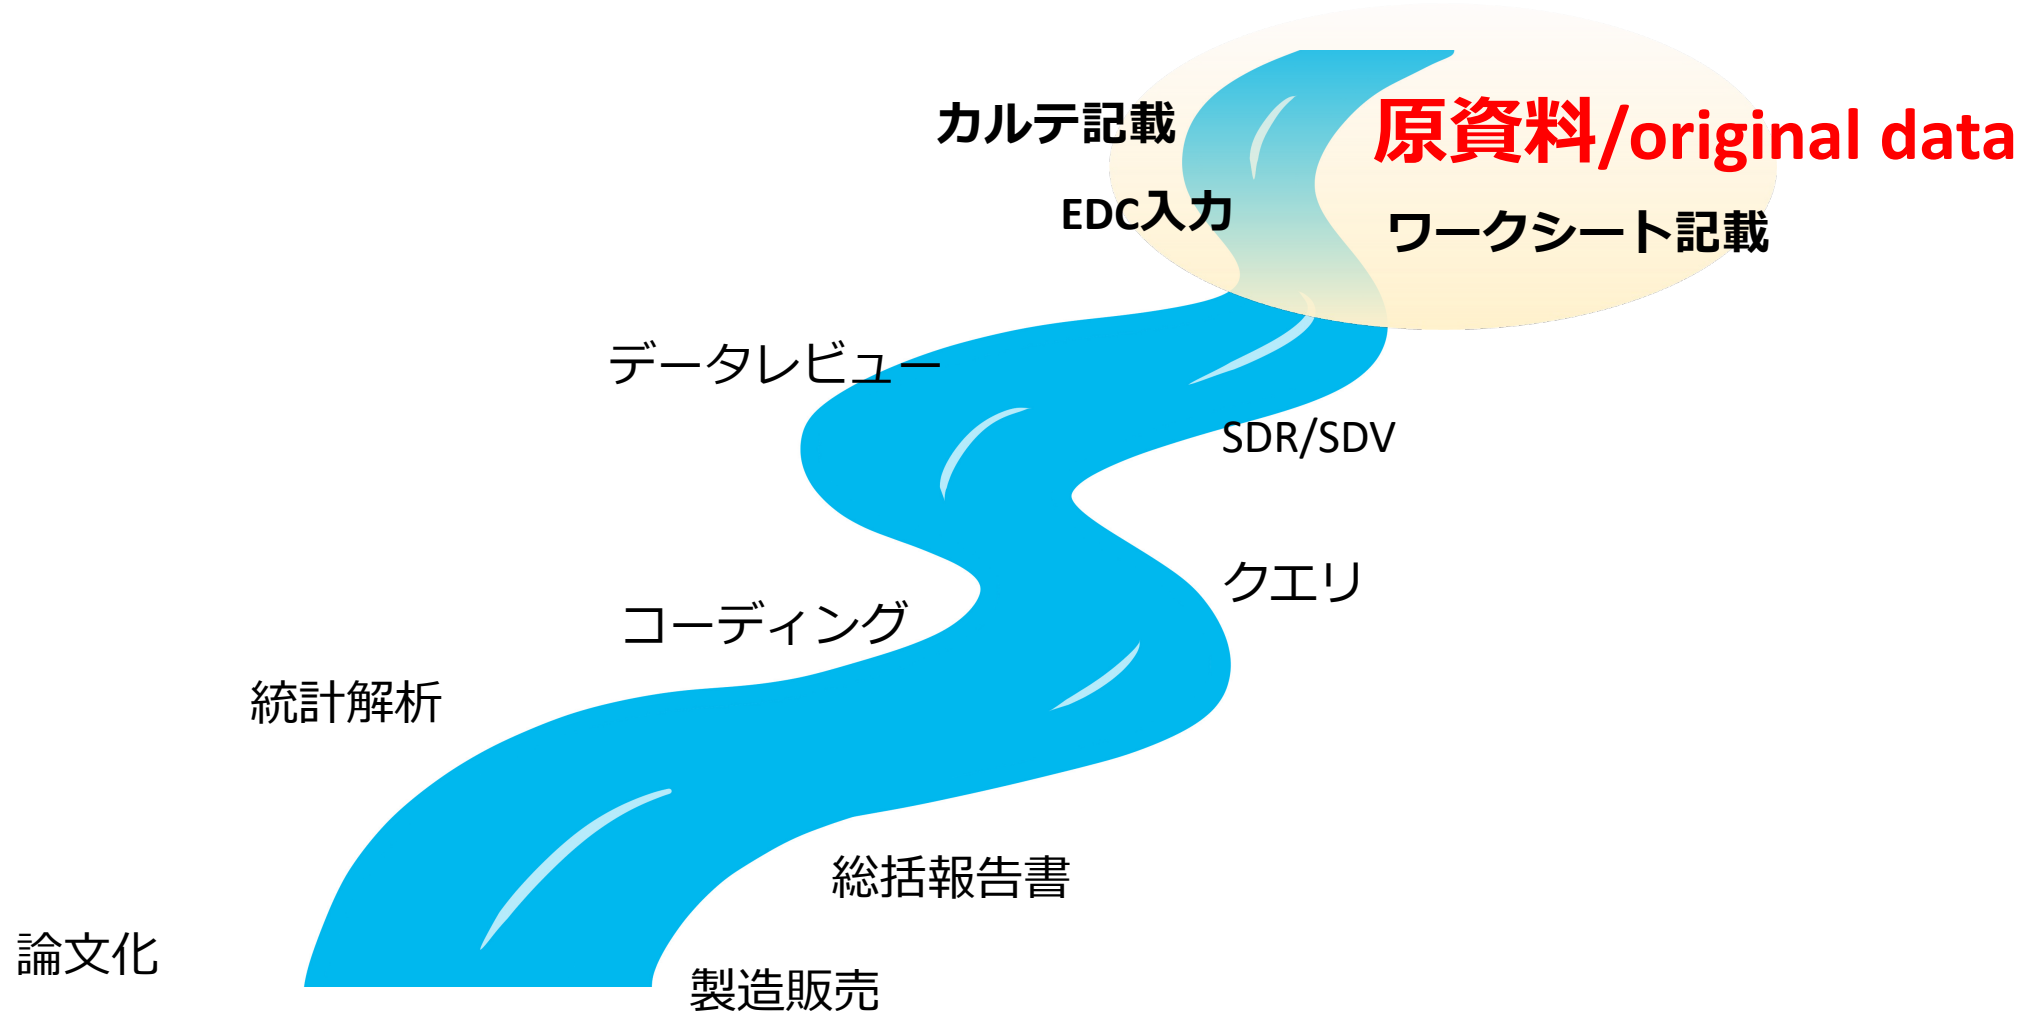 カルテ記載
原資料/original data
EDC入力
ワークシート記載
データレビュー
SDR/SDV
クエリ
コーディング
統計解析
総括報告書
論文化
製造販売